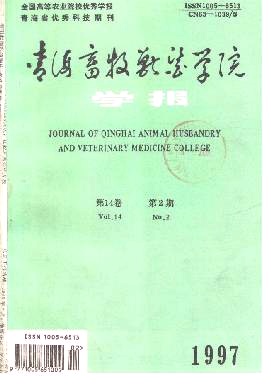 全国高等农业院校优秀学报
青海省优秀科技期刊
ISSN1005-6513
CN63-1039/S
青海畜牧兽医学院
学报
JOURNAL OF QINGHAI ANIMAL HUSBANDRY
AND VETERINARY MEDICINE COLLEGE
第14卷 第2期
Vol.14 No.2
ISSN 1005-6513
02
1997